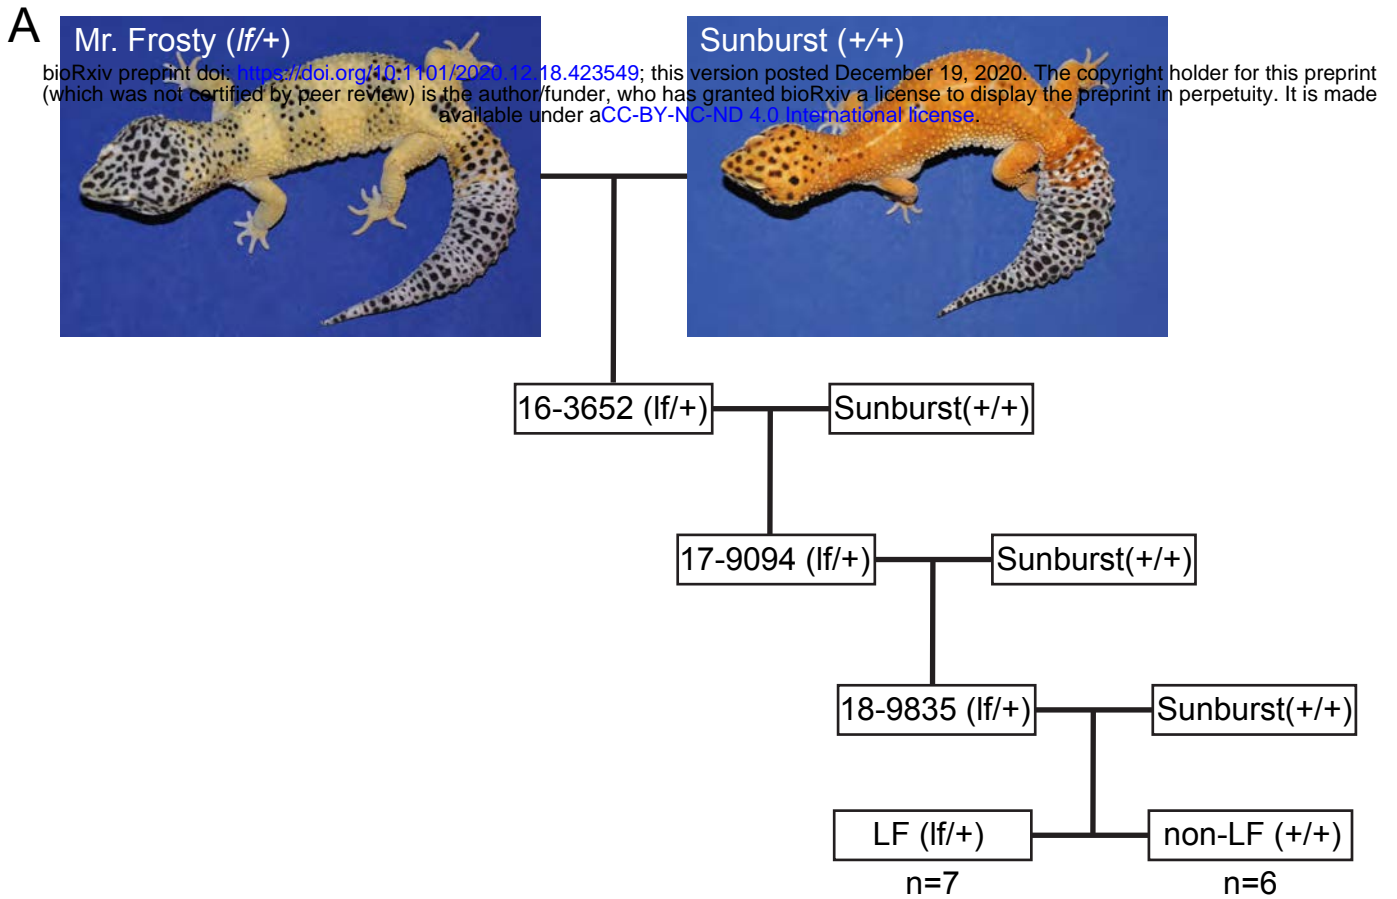 A
Mr. Frosty (lf/+)
Sunburst (+/+)
bioRxiv preprint doi: https://doi.org/10.1101/2020.12.18.423549; this version posted December 19, 2020. The copyright holder for this preprint
(which was not certified by peer review) is the author/funder, who has granted bioRxiv a license to display the preprint in perpetuity. It is made
available under aCC-BY-NC-ND 4.0 International license.
16-3652 (lf/+)
Sunburst(+/+)
17-9094 (lf/+)
Sunburst(+/+)
18-9835 (lf/+)
Sunburst(+/+)
LF (lf/+)
non-LF (+/+)
n=7
n=6